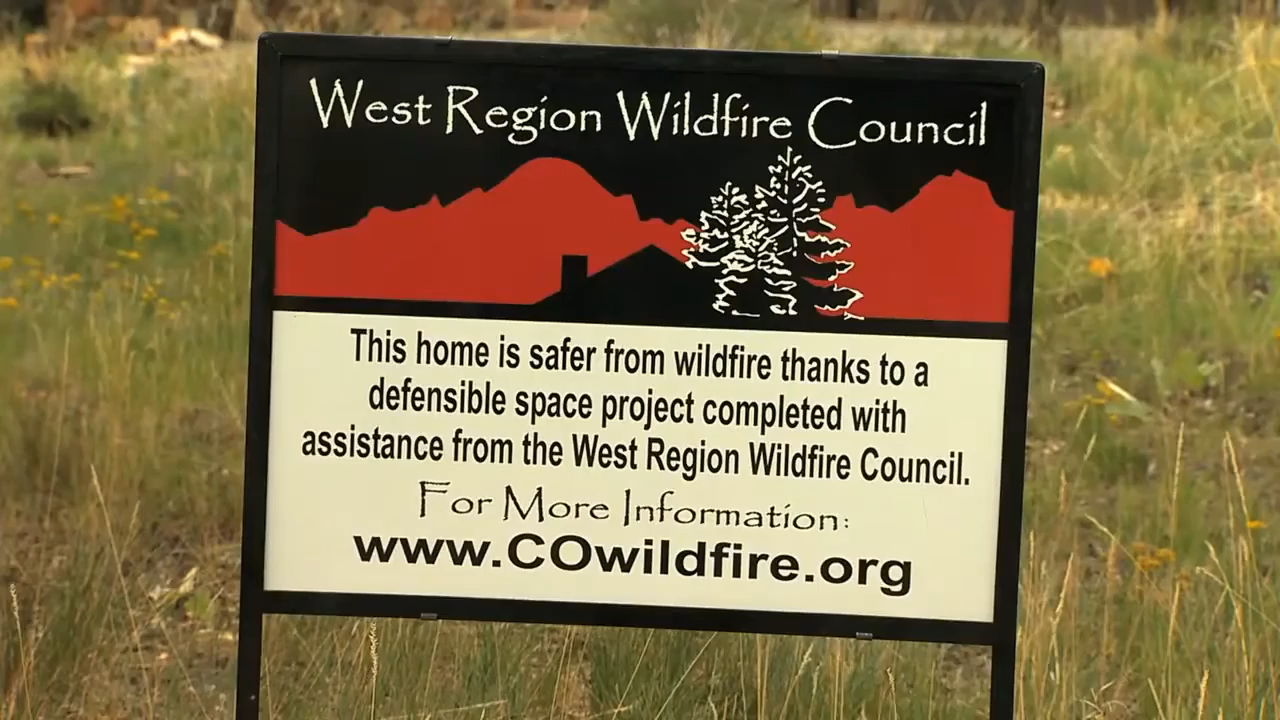 West Region Wildfire Council
This home is safer from wildfire thanks to a
defensible space project completed with
assistance from the West Region Wildfire Council.
For More Information:
www.COwildfire.org